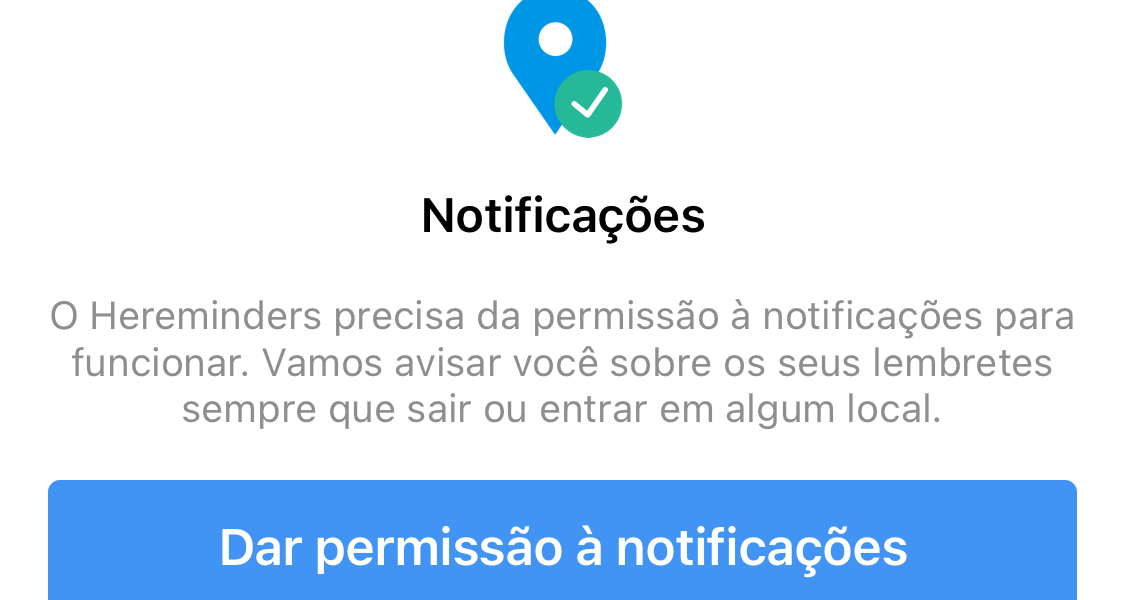 Notificações
O Hereminders precisa da permissão à notificações para
funcionar. Vamos avisar você sobre os seus lembretes
sempre que sair ou entrar em algum local.
Dar permissão à notificações